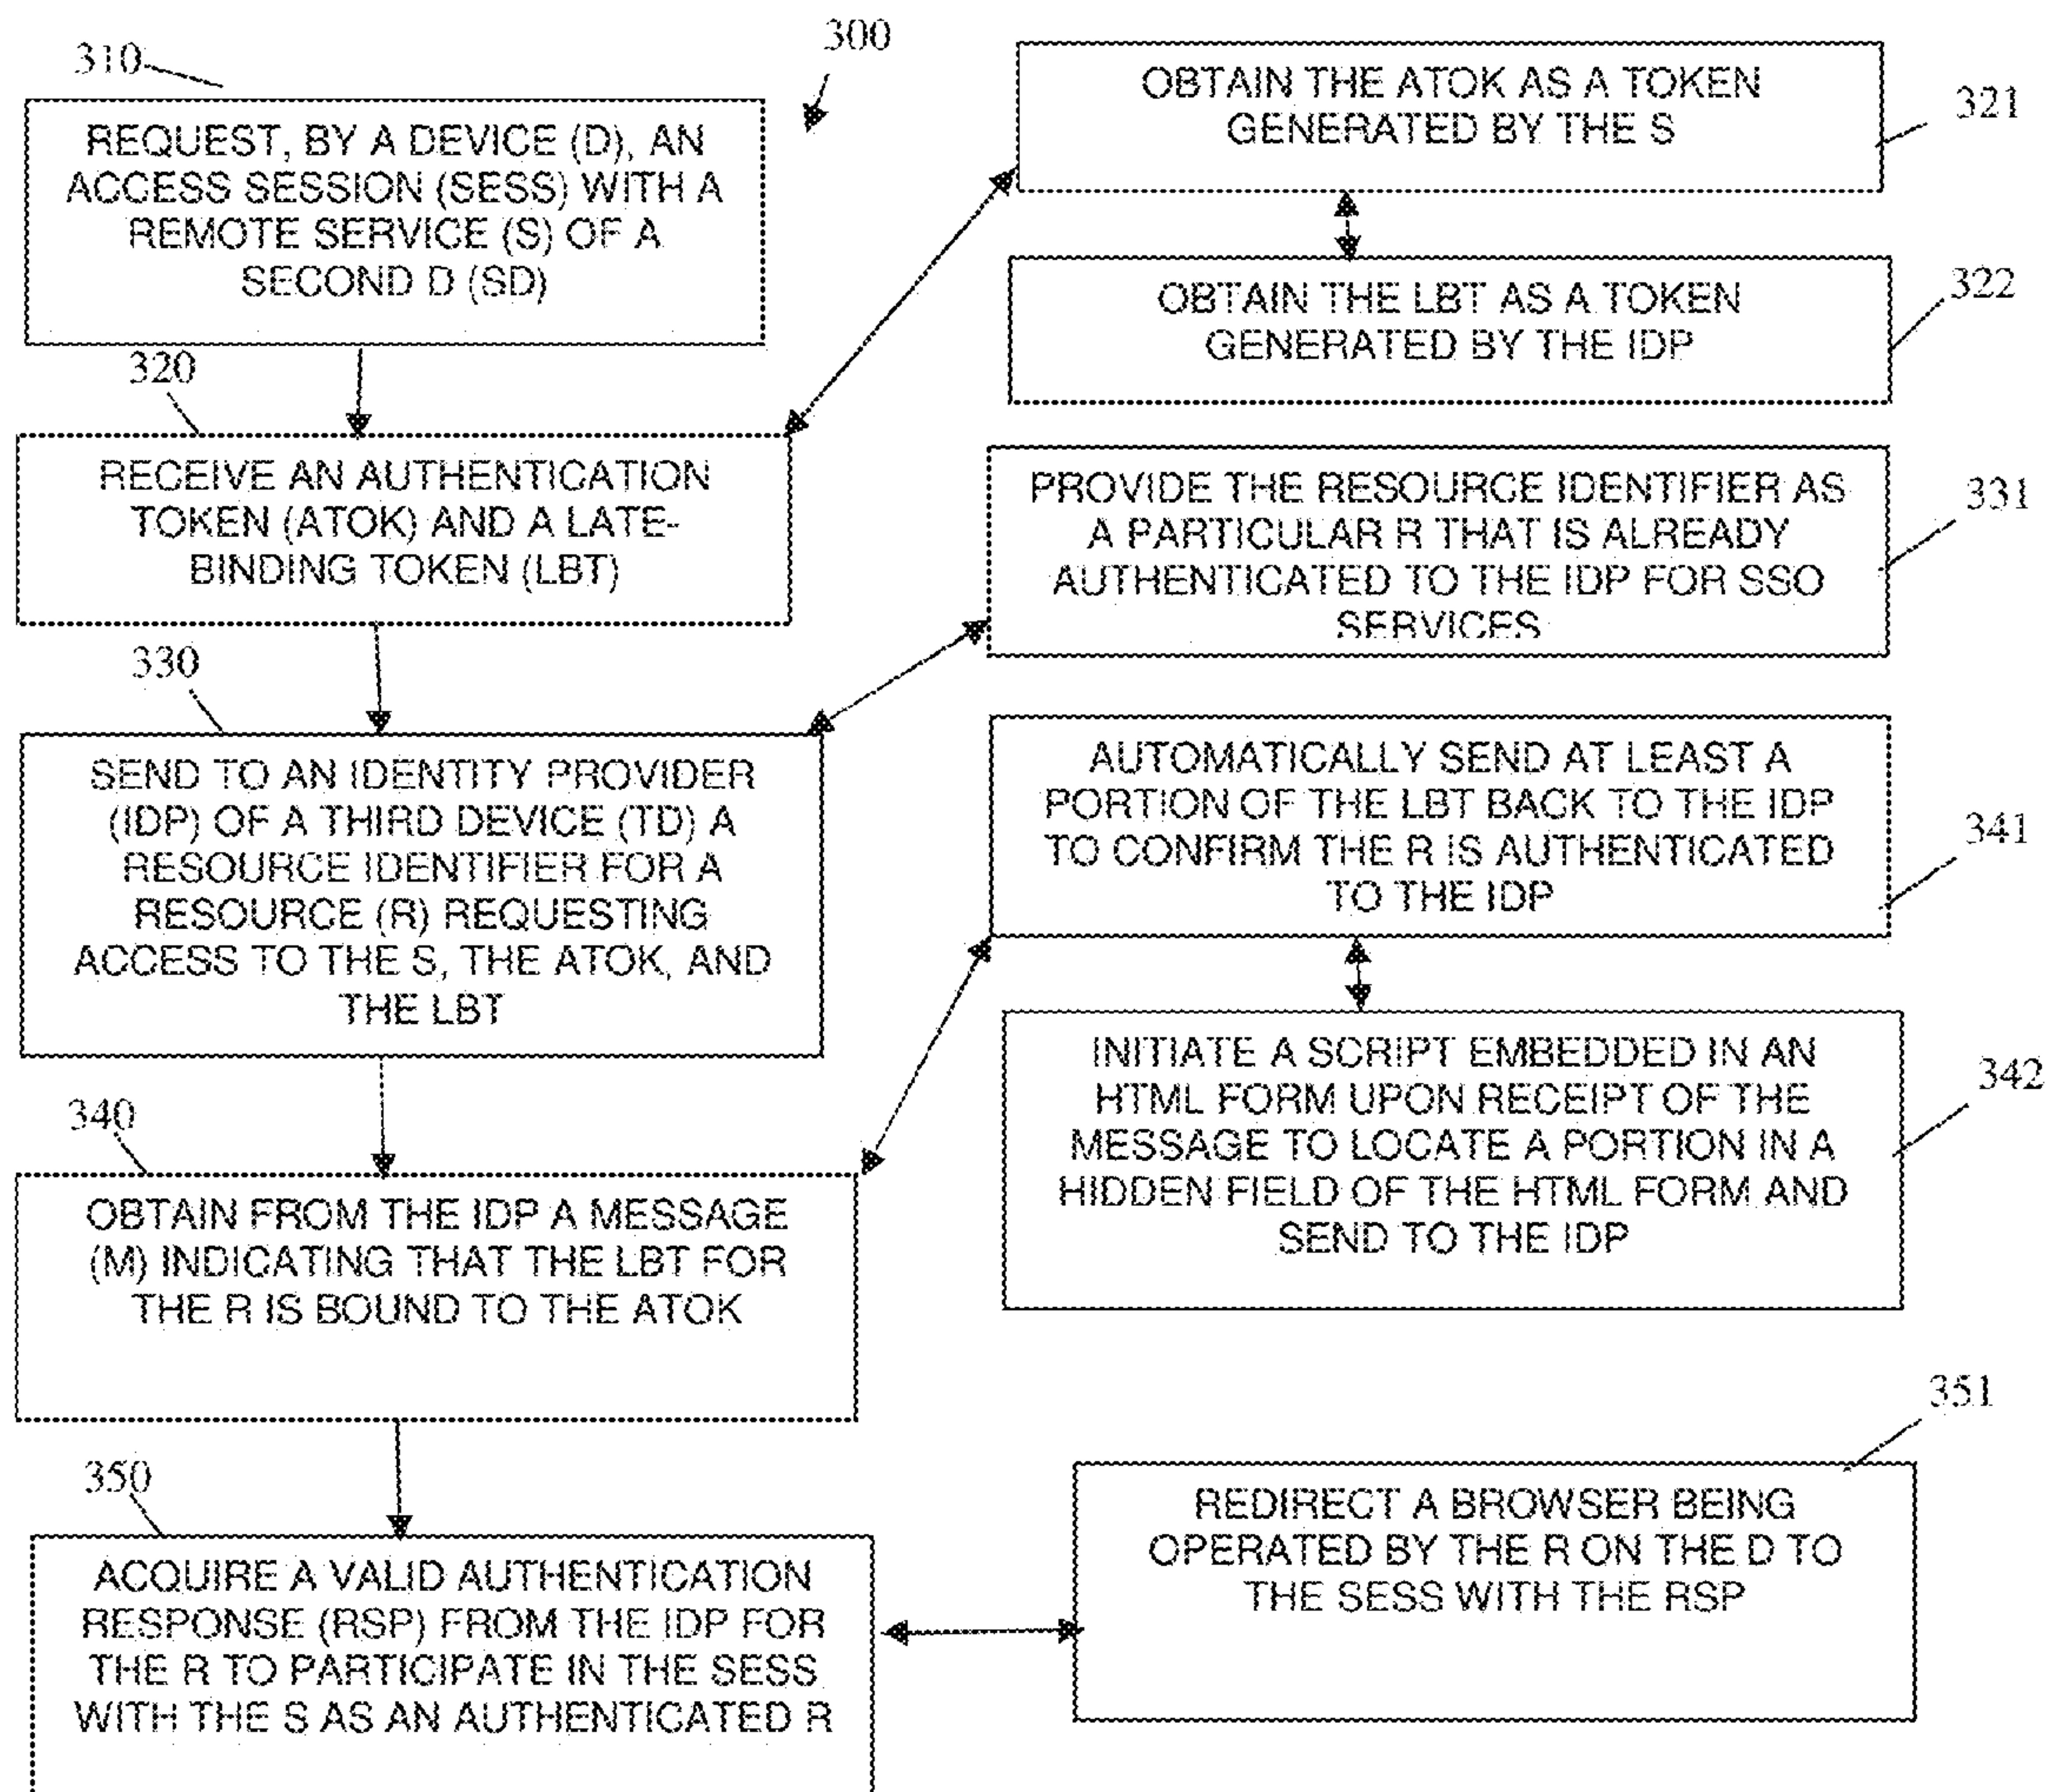 300
310
REQUEST, BY A DEVICE (D), AN
ACCESS SESSION (SESS) WITH A
REMOTE SERVICE (S) OF A
SECOND D (SD)
320
RECEIVE AN AUTHENTICATION
TOKEN (ATOK) AND A LATE-
BINDING TOKEN (LBT)
330
SEND TO AN IDENTITY PROVIDER
(IDP) OF A THIRD DEVICE (TD) A
RESOURCE IDENTIFIER FOR A
RESOURCE (R) REQUESTING
ACCESS TO THE S, THE ATOK, AND
THE LBT
340
OBTAIN FROM THE IDP A MESSAGE
(M) INDICATING THAT THE LBT FOR
THE R IS BOUND TO THE ATOK
350
ACQUIRE A VALID AUTHENTICATION
RESPONSE (RSP) FROM THE IDP FOR
THE R TO PARTICIPATE IN THE SESS
WITH THE S AS AN AUTHENTICATED R
OBTAIN THE ATOK AS A TOKEN
GENERATED BY THE S
321
OBTAIN THE LBT AS A TOKEN
GENERATED BY THE IDP
322
PROVIDE THE RESOURCE IDENTIFIER AS
A PARTICULAR R THAT IS ALREADY
AUTHENTICATED TO THE IDP FOR SSO
SERVICES
331
AUTOMATICALLY SEND AT LEAST A
PORTION OF THE LBT BACK TO THE IDP
TO CONFIRM THE R IS AUTHENTICATED
TO THE IDP
341
INITIATE A SCRIPT EMBEDDED IN AN
HTML FORM UPON RECEIPT OF THE
MESSAGE TO LOCATE A PORTION IN A
HIDDEN FIELD OF THE HTML FORM AND
SEND TO THE IDP
342
351
REDIRECT A BROWSER BEING
OPERATED BY THE R ON THE D TO
THE SESS WITH THE RSP